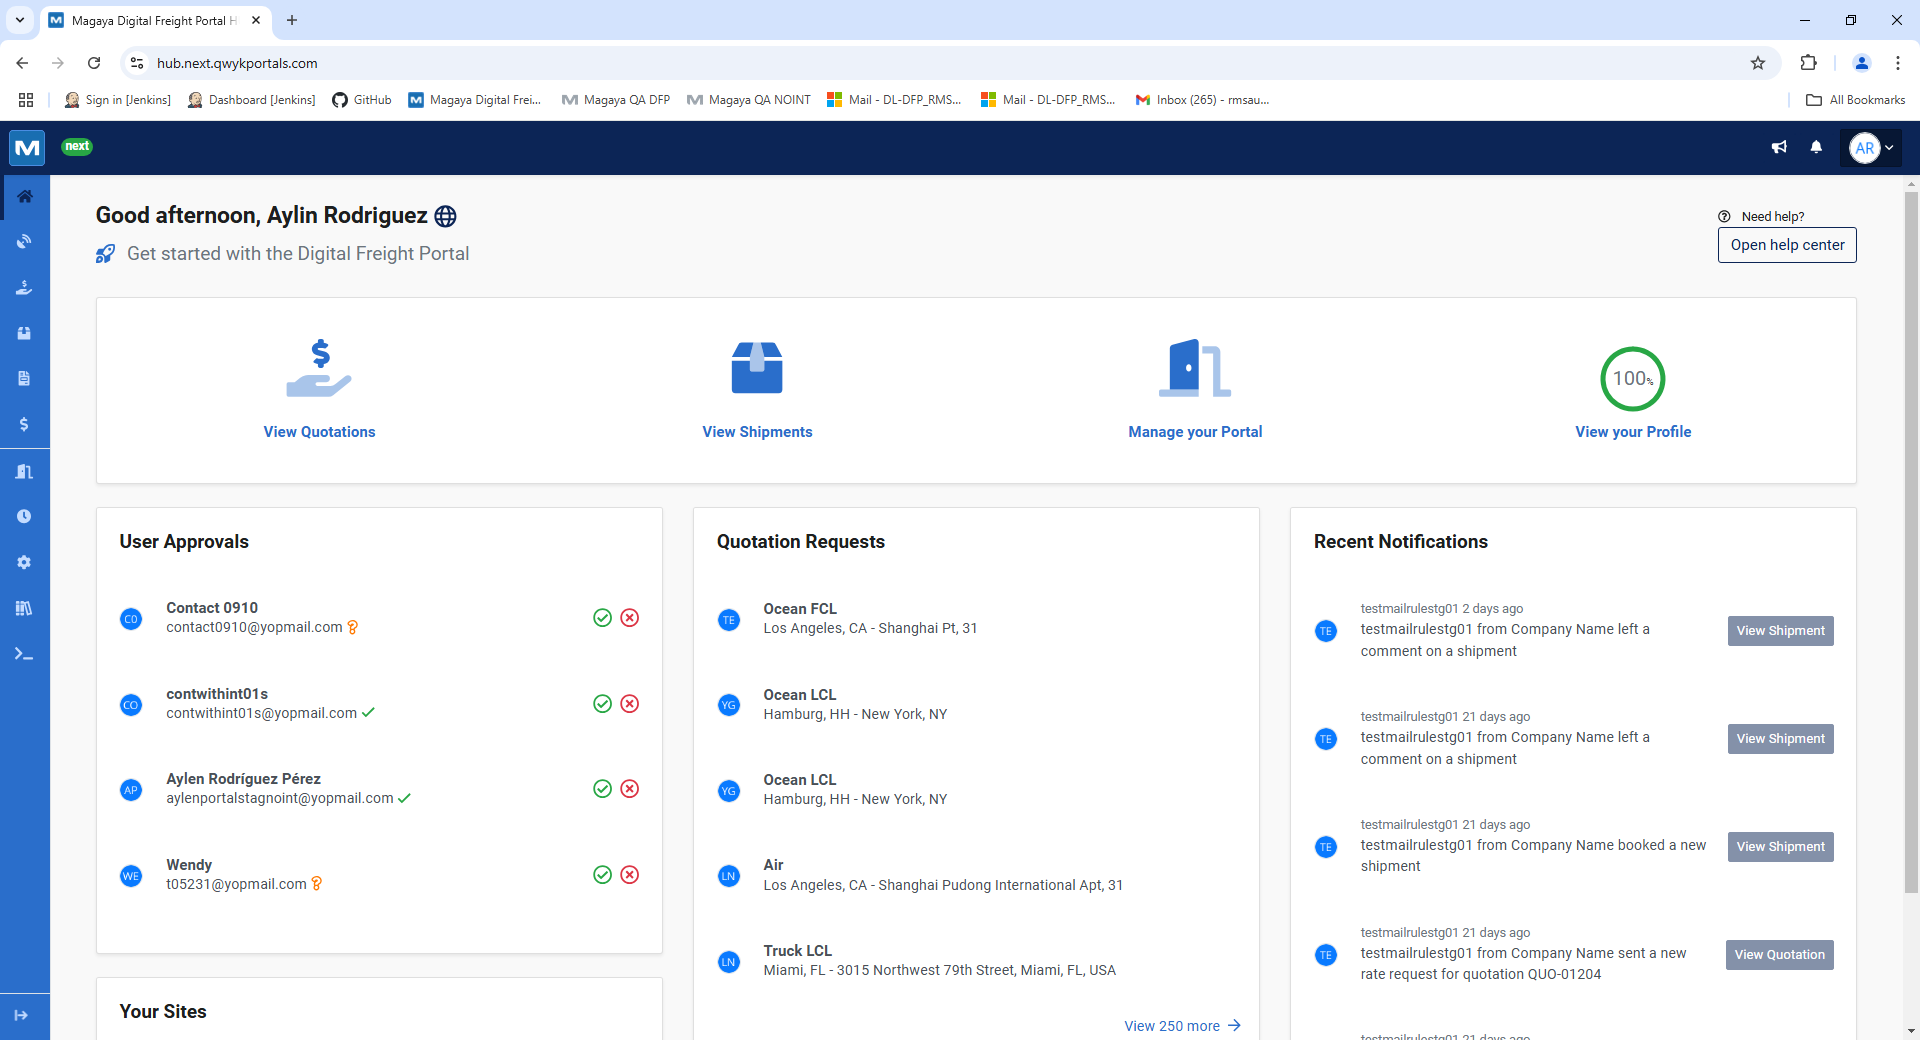 Magaya Digital Freight Portal H
hub.next.qwykportals.com
Sign in [Jenkins]
Dashboard [Jenkins]
GitHub
Magaya Digital Frei...
Magaya QA DFP
Magaya QA NOINT
Mail - DL-DFP_RMS...
Mail - DL-DFP_RMS...
Inbox (265) - rmsau...
All Bookmarks
M
next
AR
Good afternoon, Aylin Rodriguez
Get started with the Digital Freight Portal
Need help?
Open help center
View Quotations
View Shipments
Manage your Portal
100%
View your Profile
User Approvals
C0
Contact 0910
contact0910@yopmail.com
CO
contwithint01s
contwithint01s@yopmail.com
AP
Aylen Rodríguez Pérez
aylenportalstagnoint@yopmail.com
WE
Wendy
t05231@yopmail.com
Your Sites
Quotation Requests
TE
Ocean FCL
Los Angeles, CA - Shanghai Pt, 31
YG
Ocean LCL
Hamburg, HH - New York, NY
YG
Ocean LCL
Hamburg, HH - New York, NY
LN
Air
Los Angeles, CA - Shanghai Pudong International Apt, 31
LN
Truck LCL
Miami, FL - 3015 Northwest 79th Street, Miami, FL, USA
View 250 more
Recent Notifications
TE
testmailrulestg01 2 days ago
testmailrulestg01 from Company Name left a
comment on a shipment
View Shipment
TE
testmailrulestg01 21 days ago
testmailrulestg01 from Company Name left a
comment on a shipment
View Shipment
TE
testmailrulestg01 21 days ago
testmailrulestg01 from Company Name booked a new
shipment
View Shipment
TE
testmailrulestg01 21 days ago
testmailrulestg01 from Company Name sent a new
rate request for quotation QUO-01204
View Quotation
testmailrulestg01 21 days ago